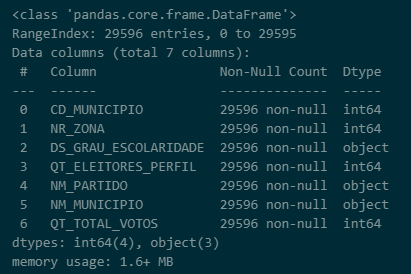 <class 'pandas.core.frame.DataFrame'>
RangeIndex: 29596 entries, 0 to 29595
Data columns (total 7 columns):
 #   Column               Non-Null Count  Dtype
---  ------               --------------  -----
 0   CD_MUNICIPIO         29596 non-null  int64
 1   NR_ZONA              29596 non-null  int64
 2   DS_GRAU_ESCOLARIDADE 29596 non-null  object
 3   QT_ELEITORES_PERFIL  29596 non-null  int64
 4   NM_PARTIDO           29596 non-null  object
 5   NM_MUNICIPIO         29596 non-null  object
 6   QT_TOTAL_VOTOS       29596 non-null  int64
dtypes: int64(4), object(3)
memory usage: 1.6+ MB